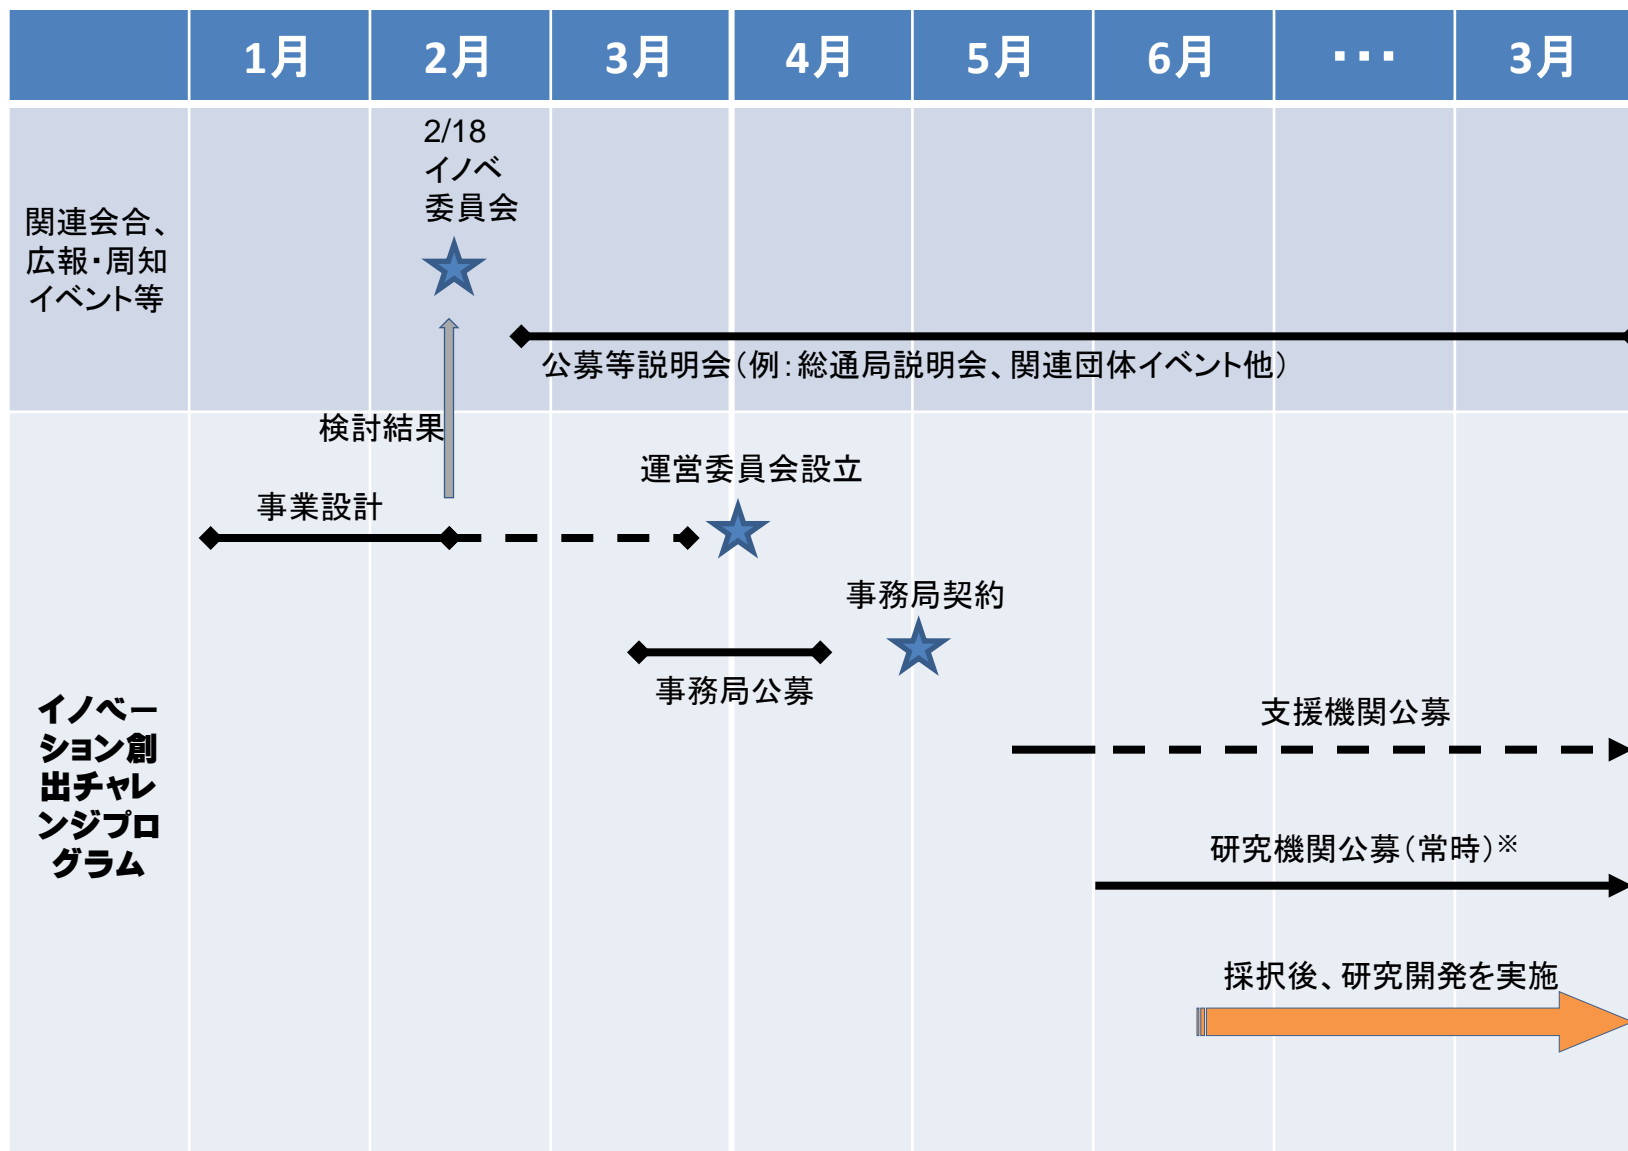 1月 2月 3月 4月 5月 6月 ・・・ 3月
関連会合、
広報・周知
イベント等
2/18
イノベ
委員会
公募等説明会(例:総通局説明会、関連団体イベント他)
検討結果
イノベー
ション創
出チャレ
ンジプロ
グラム
事業設計
運営委員会設立
事務局契約
事務局公募
支援機関公募
研究機関公募(常時)※
採択後、研究開発を実施